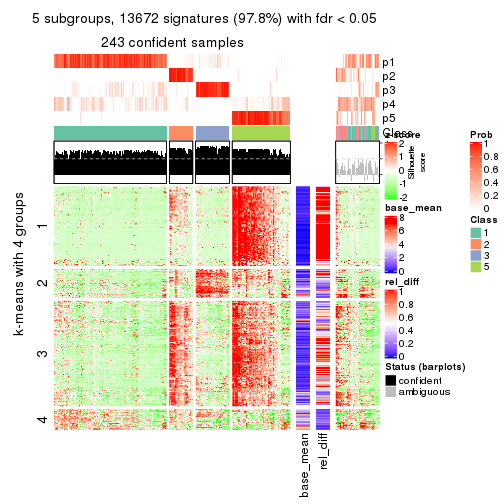 5 subgroups, 13672 signatures (97.8%) with fdr < 0.05
243 confident samples
p1
p2
p3
p4
p5
Class
z-score
2
1
0
-1
-2
Silhouette
score
Prob
1
0.8
0.6
0.4
0.2
0
base_mean
8
6
4
2
0
Class
1
2
3
5
rel_diff
1
0.8
0.6
0.4
0.2
0
Status (barplots)
confident
ambiguous
k-means with 4 groups
1
2
3
4
base_mean
rel_diff